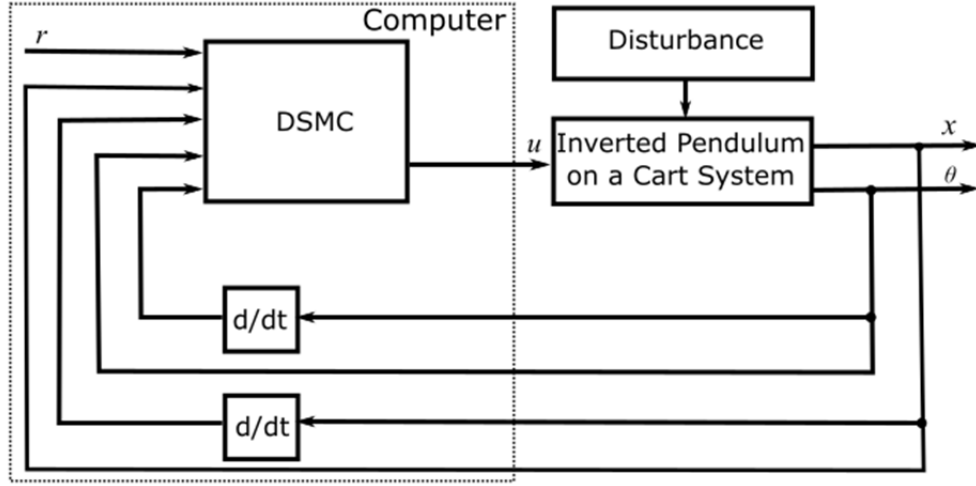 Computer
r
DSMC
Disturbance
u
Inverted Pendulum
on a Cart System
x
θ
d/dt
d/dt